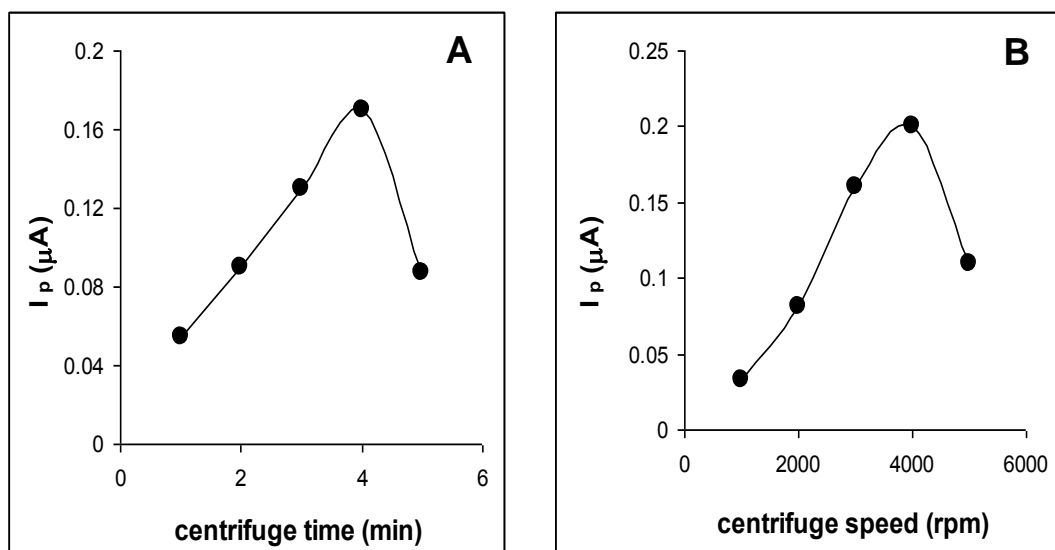 A
0.2
0.16
0.12
0.08
0.04
0
I p (µA)
0 2 4 6
centrifuge time (min)
B
0.25
0.2
0.15
0.1
0.05
0
I p (µA)
0 2000 4000 6000
centrifuge speed (rpm)